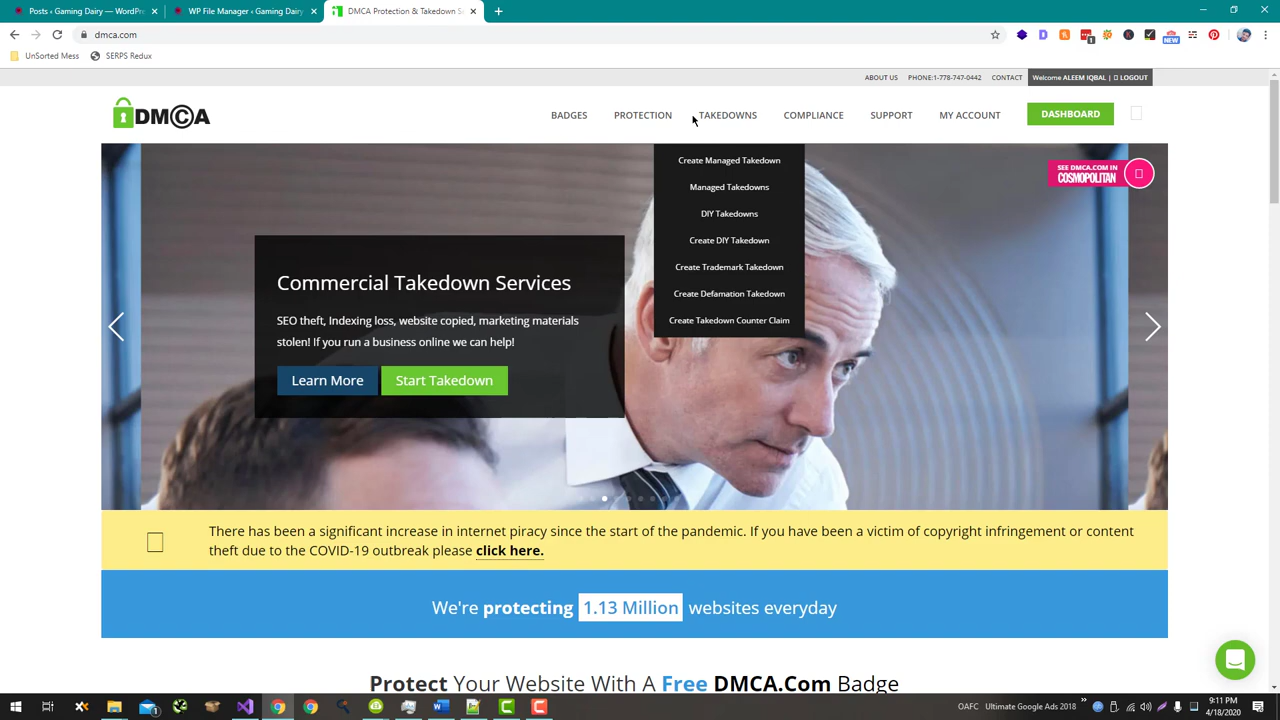 Posts ‹ Gaming Dairy — WordPre
WP File Manager ‹ Gaming Dairy
DMCA Protection & Takedown Se
dmca.com
1
NEW
UnSorted Mess
SERPS Redux
ABOUT US
PHONE:1-778-747-0442
CONTACT
Welcome ALEEM IQBAL | LOGOUT
DMCA
BADGES
PROTECTION
TAKEDOWNS
COMPLIANCE
SUPPORT
MY ACCOUNT
DASHBOARD
Create Managed Takedown
Managed Takedowns
DIY Takedowns
Create DIY Takedown
Create Trademark Takedown
Create Defamation Takedown
Create Takedown Counter Claim
SEE DMCA.COM IN
COSMOPOLITAN
Commercial Takedown Services
SEO theft, Indexing loss, website copied, marketing materials
stolen! If you run a business online we can help!
Learn More
Start Takedown
There has been a significant increase in internet piracy since the start of the pandemic. If you have been a victim of copyright infringement or content
theft due to the COVID-19 outbreak please click here.
We're protecting 1.13 Million websites everyday
Protect Your Website With A Free DMCA.Com Badge
OAFC
Ultimate Google Ads 2018
9:11 PM
4/18/2020